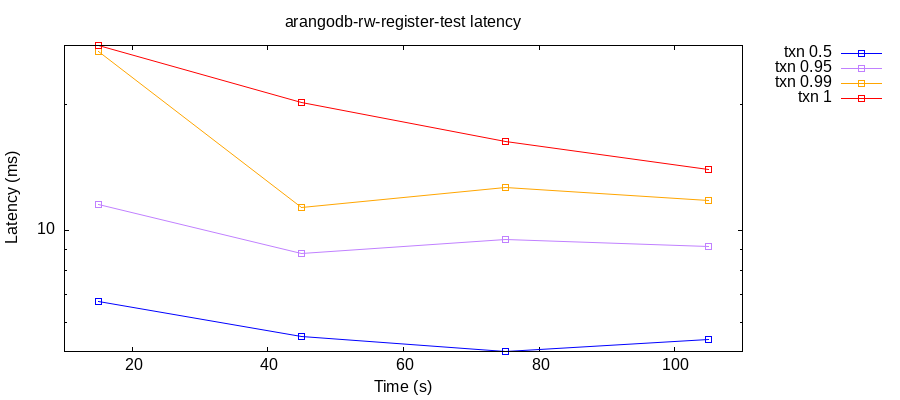 arangodb-rw-register-test latency
txn 0.5
txn 0.95
txn 0.99
txn 1
Latency (ms)
10
20 40 60 80 100
Time (s)